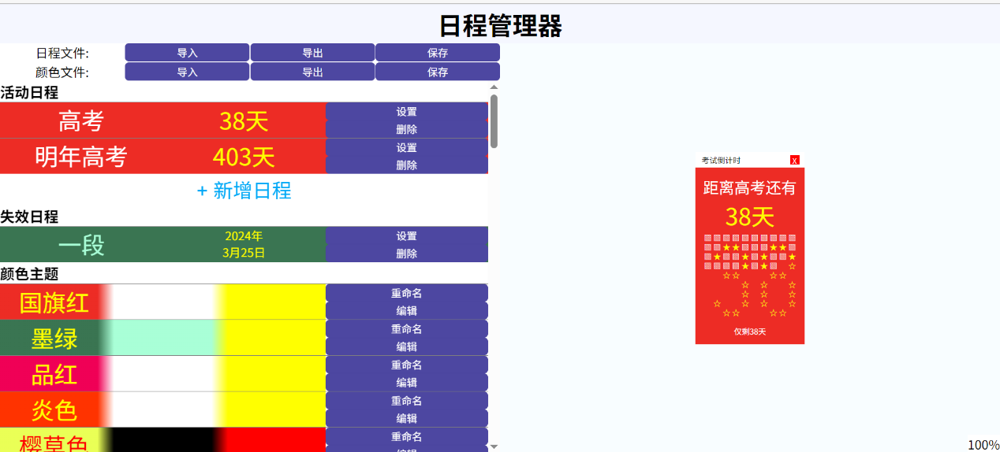 日程管理器
日程文件: 导入 导出 保存
颜色文件: 导入 导出 保存
活动日程
高考 38天 设置 删除
明年高考 403天 设置 删除
+ 新增日程
失效日程
一段 2024年 3月25日 设置 删除
颜色主题
国旗红 重命名 编辑
墨绿 重命名 编辑
品红 重命名 编辑
炎色 重命名 编辑
樱草色 重命名 编辑
考试倒计时 X
距离高考还有
38天
仅剩38天
100%